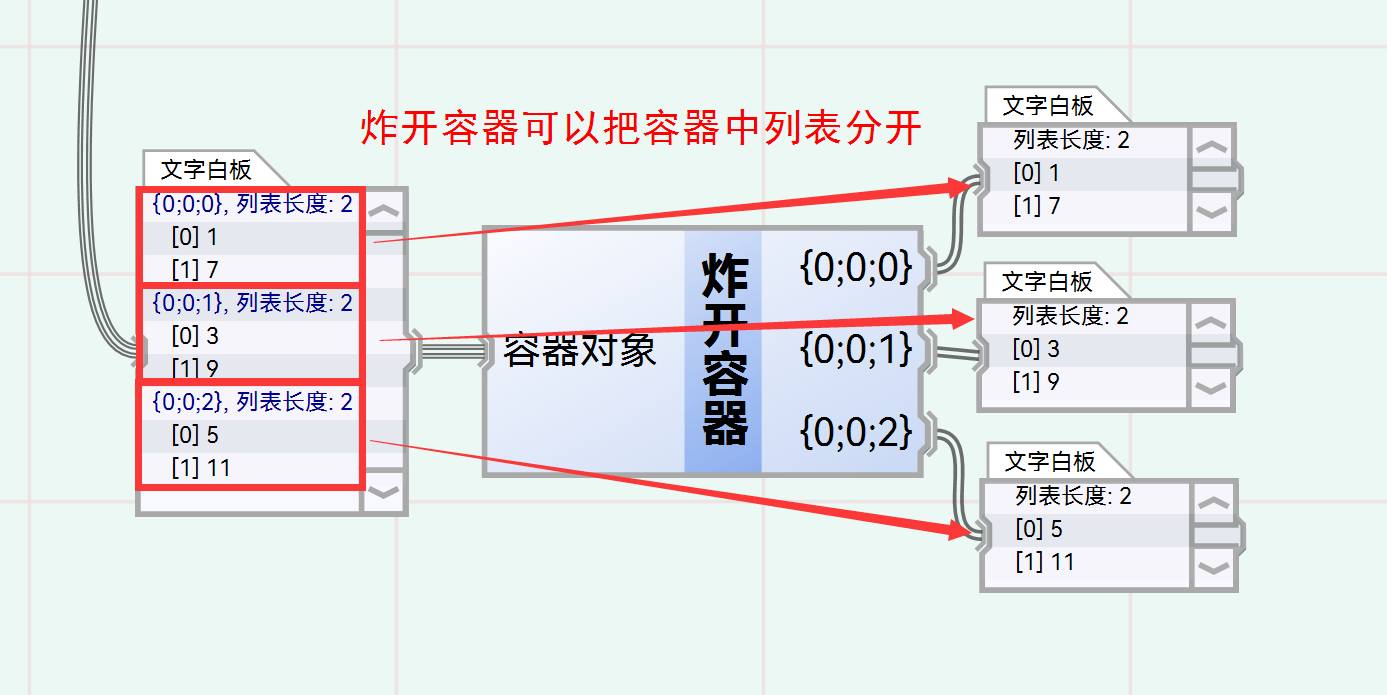 炸开容器可以把容器中列表分开
文字白板
{0;0;0}, 列表长度: 2
[0] 1
[1] 7
{0;0;1}, 列表长度: 2
[0] 3
[1] 9
{0;0;2}, 列表长度: 2
[0] 5
[1] 11
容器对象
炸开容器
{0;0;0}
{0;0;1}
{0;0;2}
文字白板
列表长度: 2
[0] 1
[1] 7
文字白板
列表长度: 2
[0] 3
[1] 9
文字白板
列表长度: 2
[0] 5
[1] 11